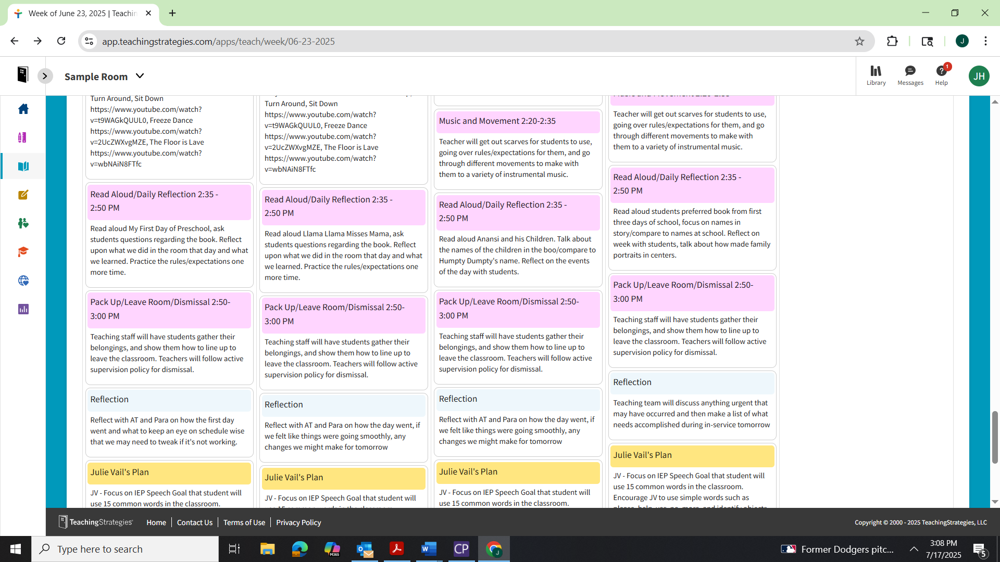 Week of June 23, 2025 | Teachin
app.teachingstrategies.com/apps/teach/week/06-23-2025
J
Sample Room
Library
Messages
1
Help
JH
Turn Around, Sit Down
https://www.youtube.com/watch?
v=t9WAGkQUUL0, Freeze Dance
https://www.youtube.com/watch?
v=2UcZWXvgMZE, The Floor is Lave
https://www.youtube.com/watch?
v=wbNAiN8FTfc
Read Aloud/Daily Reflection 2:35 -
2:50 PM
Read aloud My First Day of Preschool, ask
students questions regarding the book. Reflect
upon what we did in the room that day and what
we learned. Practice the rules/expectations one
more time.
Pack Up/Leave Room/Dismissal 2:50-
3:00 PM
Teaching staff will have students gather their
belongings, and show them how to line up to
leave the classroom. Teachers will follow active
supervision policy for dismissal.
Reflection
Reflect with AT and Para on how the first day
went and what to keep an eye on schedule wise
that we may need to tweak if it's not working.
Julie Vail's Plan
JV - Focus on IEP Speech Goal that student will
use 15 common words in the classroom.
Turn Around, Sit Down
https://www.youtube.com/watch?
v=t9WAGkQUUL0, Freeze Dance
https://www.youtube.com/watch?
v=2UcZWXvgMZE, The Floor is Lave
https://www.youtube.com/watch?
v=wbNAiN8FTfc
Read Aloud/Daily Reflection 2:35 -
2:50 PM
Read aloud Llama Llama Misses Mama, ask
students questions regarding the book. Reflect
upon what we did in the room that day and what
we learned. Practice the rules/expectations one
more time.
Pack Up/Leave Room/Dismissal 2:50-
3:00 PM
Teaching staff will have students gather their
belongings, and show them how to line up to
leave the classroom. Teachers will follow active
supervision policy for dismissal.
Reflection
Reflect with AT and Para on how the day went, if
we felt like things were going smoothly, any
changes we might make for tomorrow
Julie Vail's Plan
JV - Focus on IEP Speech Goal that student will
use 15 common words in the classroom.
Music and Movement 2:20-2:35
Teacher will get out scarves for students to use,
going over rules/expectations for them, and go
through different movements to make with
them to a variety of instrumental music.
Read Aloud/Daily Reflection 2:35 -
2:50 PM
Read aloud Anansi and his Children. Talk about
the names of the children in the boo/compare to
Humpty Dumpty's name. Reflect on the events
of the day with students.
Pack Up/Leave Room/Dismissal 2:50-
3:00 PM
Teaching staff will have students gather their
belongings, and show them how to line up to
leave the classroom. Teachers will follow active
supervision policy for dismissal.
Reflection
Reflect with AT and Para on how the day went, if
we felt like things were going smoothly, any
changes we might make for tomorrow
Julie Vail's Plan
JV - Focus on IEP Speech Goal that student will
use 15 common words in the classroom.
Music and Movement 2:20-2:35
Teacher will get out scarves for students to use,
going over rules/expectations for them, and go
through different movements to make with
them to a variety of instrumental music.
Read Aloud/Daily Reflection 2:35 -
2:50 PM
Read aloud students preferred book from first
three days of school, focus on names in
story/compare to names at school. Reflect on
week with students, talk about how made family
portraits in centers.
Pack Up/Leave Room/Dismissal 2:50-
3:00 PM
Teaching staff will have students gather their
belongings, and show them how to line up to
leave the classroom. Teachers will follow active
supervision policy for dismissal.
Reflection
Teaching team will discuss anything urgent that
may have occurred and then make a list of what
needs accomplished during in-service tomorrow
Julie Vail's Plan
JV - Focus on IEP Speech Goal that student will
use 15 common words in the classroom.
Encourage JV to use simple words such as
please, help, yes, no, more, and identify objects
TeachingStrategies Home Contact Us Terms of Use Privacy Policy
Copyright © 2000 - 2025 TeachingStrategies, LLC
Type here to search
M365
CP
J
Former Dodgers pitc...
3:08 PM
7/17/2025
5